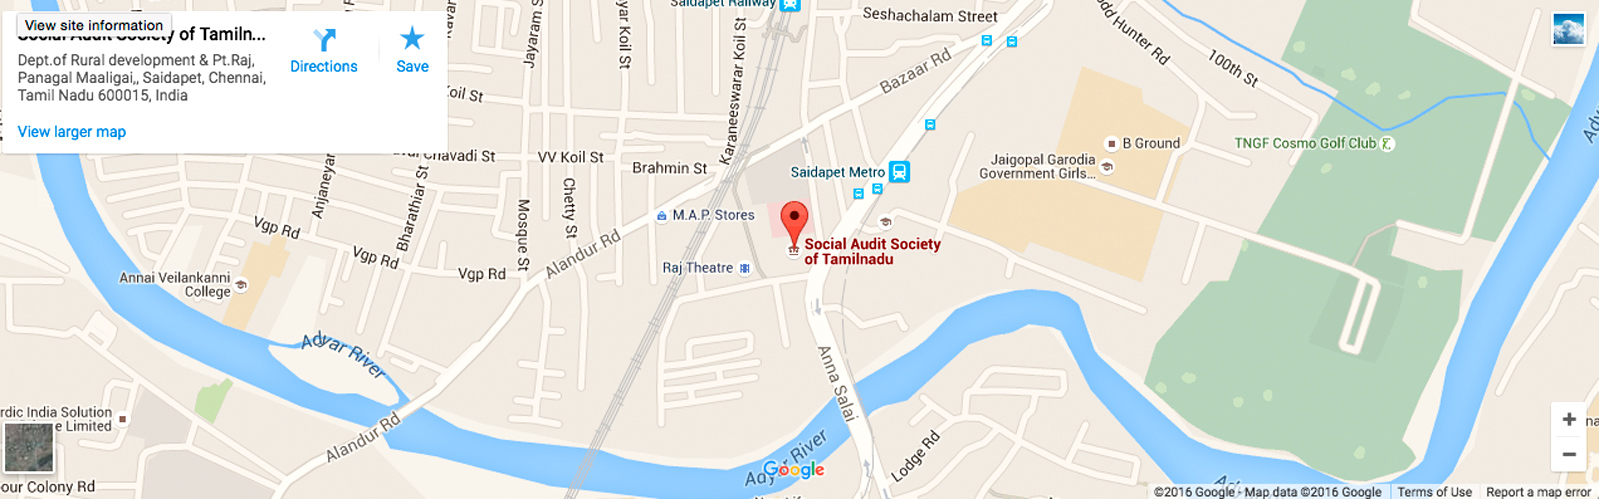 View site information
Social Audit Society of Tamiln...
Dept.of Rural development & Pt.Raj,
Panagal Maaligai,, Saidapet, Chennai,
Tamil Nadu 600015, India
View larger map
Directions
Save
Saidapet Railway
Seshachalam Street
100th St
Bazaar Rd
Jayaram S
Koil St
Karaneeswarar Koil St
Koil St
Chavadi St
VV Koil St
Brahmin St
Saidapet Metro
Jaigopal Garodia
Government Girls...
B Ground
TNGF Cosmo Golf Club
Anjaneya
Bharathiar St
Mosque St
Chetty St
M.A.P. Stores
Vgp Rd
Vgp Rd
Vgp Rd
Alandur Rd
Raj Theatre
Social Audit Society
of Tamilnadu
Annai Veilankanni
College
Adyar River
Anna Salai
India Solution
Limited
Alandur Rd
Adyar River
Lodge Rd
Colony Rd
Google
©2016 Google - Map data ©2016 Google
Terms of Use
Report a map error